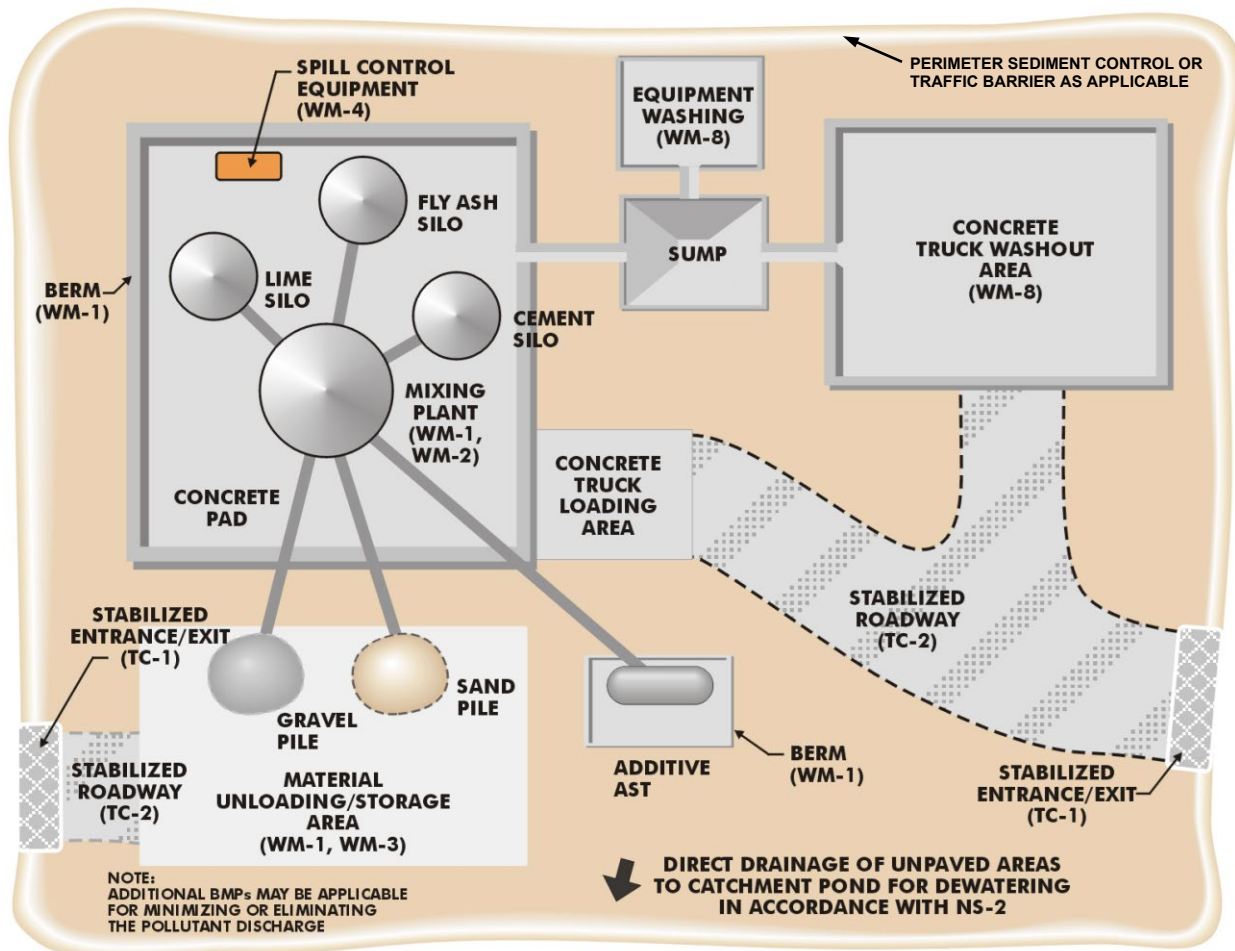 PERIMETER SEDIMENT CONTROL OR
TRAFFIC BARRIER AS APPLICABLE
SPILL CONTROL
EQUIPMENT
(WM-4)
EQUIPMENT
WASHING
(WM-8)
FLY ASH
SILO
SUMP
CONCRETE
TRUCK WASHOUT
AREA
(WM-8)
BERM
(WM-1)
LIME
SILO
CEMENT
SILO
MIXING
PLANT
(WM-1,
WM-2)
CONCRETE
PAD
CONCRETE
TRUCK
LOADING
AREA
STABILIZED
ENTRANCE/EXIT
(TC-1)
STABILIZED
ROADWAY
(TC-2)
GRAVEL
PILE
SAND
PILE
STABILIZED
ROADWAY
(TC-2)
MATERIAL
UNLOADING/STORAGE
AREA
(WM-1, WM-3)
ADDITIVE
AST
BERM
(WM-1)
STABILIZED
ENTRANCE/EXIT
(TC-1)
NOTE:
ADDITIONAL BMPs MAY BE APPLICABLE
FOR MINIMIZING OR ELIMINATING
THE POLLUTANT DISCHARGE
DIRECT DRAINAGE OF UNPAVED AREAS
TO CATCHMENT POND FOR DEWATERING
IN ACCORDANCE WITH NS-2